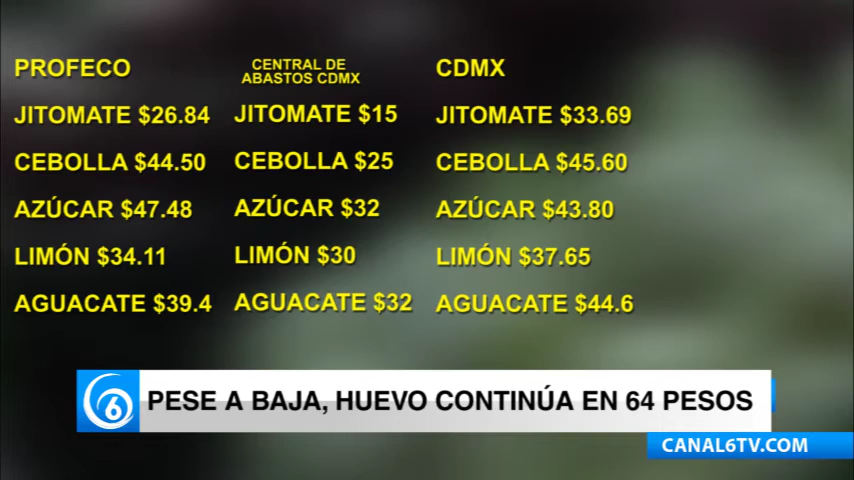 PROFECO
JITOMATE $26.84
CEBOLLA $44.50
AZÚCAR $47.48
LIMÓN $34.11
AGUACATE $39.4
CENTRAL DE
ABASTOS CDMX
JITOMATE $15
CEBOLLA $25
AZÚCAR $32
LIMÓN $30
AGUACATE $32
CDMX
JITOMATE $33.69
CEBOLLA $45.60
AZÚCAR $43.80
LIMÓN $37.65
AGUACATE $44.6
6 PESE A BAJA, HUEVO CONTINÚA EN 64 PESOS
CANAL6TV.COM